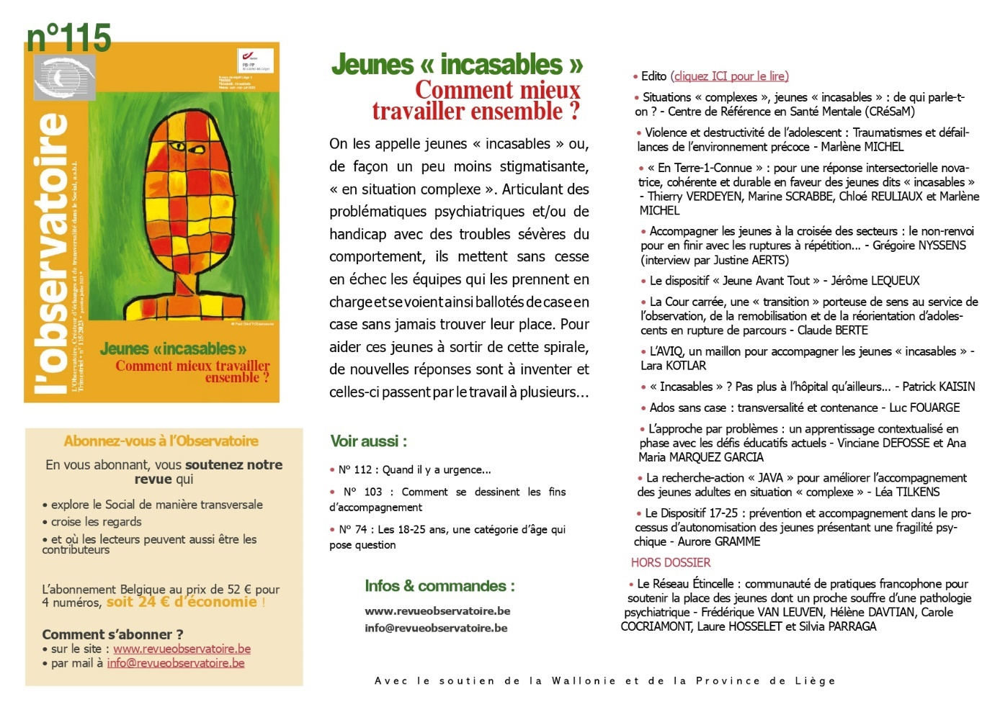 n°115
PB- PP
l'observatoire
L'Observatoire, Créateur d'échanges et de transversalité dans le Social, a.s.b.l.
Trimestriel • n° 115/2023 •
Jeunes «incasables»
Comment mieux travailler
ensemble ?
Abonnez-vous à l'Observatoire
En vous abonnant, vous soutenez notre
revue qui
• explore le Social de manière transversale
• croise les regards
• et où les lecteurs peuvent aussi être les
contributeurs
L'abonnement Belgique au prix de 52 € pour
4 numéros, soit 24 € d'économie !
Comment s'abonner ?
• sur le site : www.revueobservatoire.be
• par mail à info@revueobservatoire.be
Jeunes « incasables »
Comment mieux
travailler ensemble ?
On les appelle jeunes « incasables » ou,
de façon un peu moins stigmatisante,
« en situation complexe ». Articulant des
problématiques psychiatriques et/ou de
handicap avec des troubles sévères du
comportement, ils mettent sans cesse
en échec les équipes qui les prennent en
charge et se voient ainsi ballotés de case en
case sans jamais trouver leur place. Pour
aider ces jeunes à sortir de cette spirale,
de nouvelles réponses sont à inventer et
celles-ci passent par le travail à plusieurs...
Voir aussi :
• N° 112 : Quand il y a urgence...
• N° 103 : Comment se dessinent les fins
d'accompagnement
• N° 74 : Les 18-25 ans, une catégorie d'âge qui
pose question
Infos & commandes :
www.revueobservatoire.be
info@revueobservatoire.be
• Edito (cliquez ICI pour le lire)
• Situations « complexes », jeunes « incasables » : de qui parle-t-
on ? - Centre de Référence en Santé Mentale (CRéSaM)
• Violence et destructivité de l'adolescent : Traumatismes et défail-
lances de l'environnement précoce - Marlène MICHEL
• « En Terre-1-Connue » : pour une réponse intersectorielle nova-
trice, cohérente et durable en faveur des jeunes dits « incasables »
- Thierry VERDEYEN, Marine SCRABBE, Chloé REULIAUX et Marlène
MICHEL
• Accompagner les jeunes à la croisée des secteurs : le non-renvoi
pour en finir avec les ruptures à répétition... - Grégoire NYSSENS
(interview par Justine AERTS)
• Le dispositif « Jeune Avant Tout » - Jérôme LEQUEUX
• La Cour carrée, une « transition » porteuse de sens au service de
l'observation, de la remobilisation et de la réorientation d'adoles-
cents en rupture de parcours - Claude BERTE
• L'AVIQ, un maillon pour accompagner les jeunes « incasables » -
Lara KOTLAR
• « Incasables » ? Pas plus à l'hôpital qu'ailleurs... - Patrick KAISIN
• Ados sans case : transversalité et contenance - Luc FOUARGE
• L'approche par problèmes : un apprentissage contextualisé en
phase avec les défis éducatifs actuels - Vinciane DEFOSSE et Ana
Maria MARQUEZ GARCIA
• La recherche-action « JAVA » pour améliorer l'accompagnement
des jeunes adultes en situation « complexe » - Léa TILKENS
• Le Dispositif 17-25 : prévention et accompagnement dans le pro-
cessus d'autonomisation des jeunes présentant une fragilité psy-
chique - Aurore GRAMME
HORS DOSSIER
• Le Réseau Étincelle : communauté de pratiques francophone pour
soutenir la place des jeunes dont un proche souffre d'une pathologie
psychiatrique - Frédérique VAN LEUVEN, Hélène DAVTIAN, Carole
COCRIAMONT, Laure HOSSELET et Silvia PARRAGA
Avec le soutien de la Wallonie et de la Province de Liège